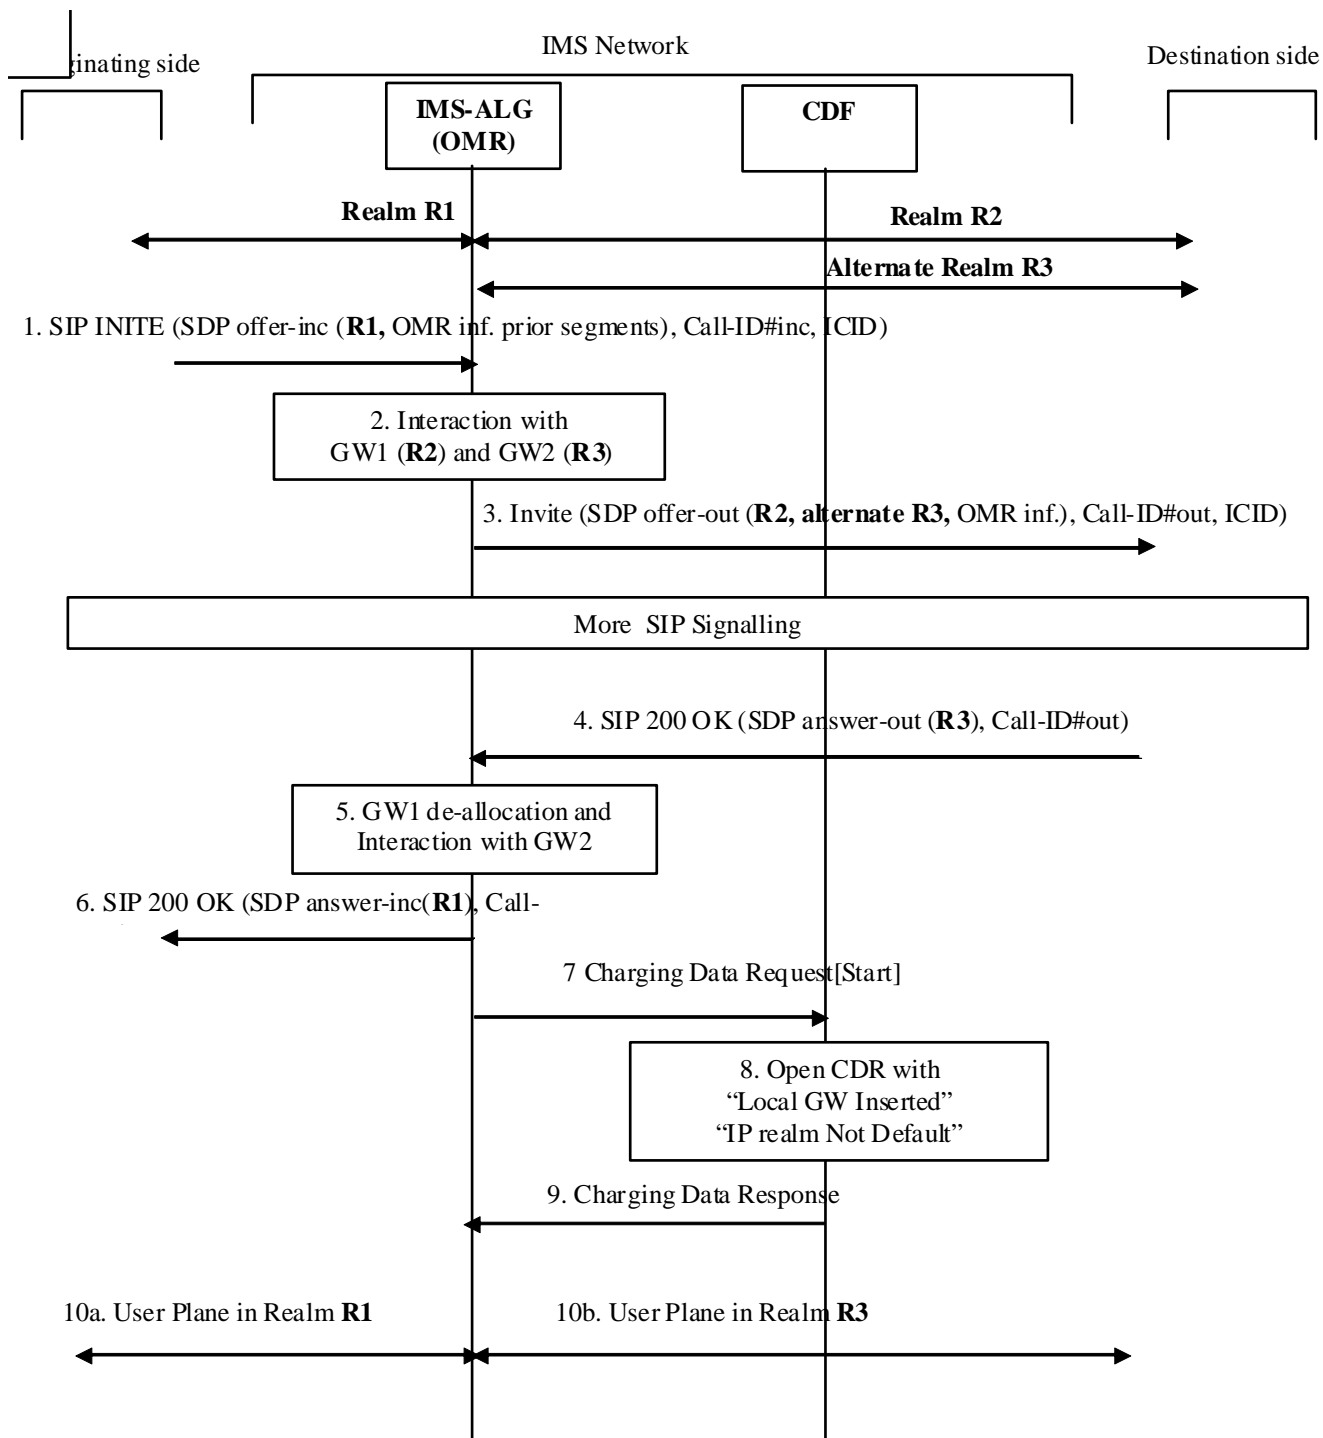 IMS Network
ginating side
Destination side
IMS-ALG
(OMR)
CDF
Realm R1
Realm R2
Alternate Realm R3
1. SIP INITE (SDP offer-inc (R1, OMR inf. prior segments), Call-ID#inc, ICID)
2. Interaction with
GW1 (R2) and GW2 (R3)
3. Invite (SDP offer-out (R2, alternate R3, OMR inf.), Call-ID#out, ICID)
More SIP Signalling
4. SIP 200 OK (SDP answer-out (R3), Call-ID#out)
5. GW1 de-allocation and
Interaction with GW2
6. SIP 200 OK (SDP answer-inc(R1), Call-
7 Charging Data Request[Start]
8. Open CDR with
“Local GW Inserted”
“IP realm Not Default”
9. Charging Data Response
10a. User Plane in Realm R1
10b. User Plane in Realm R3